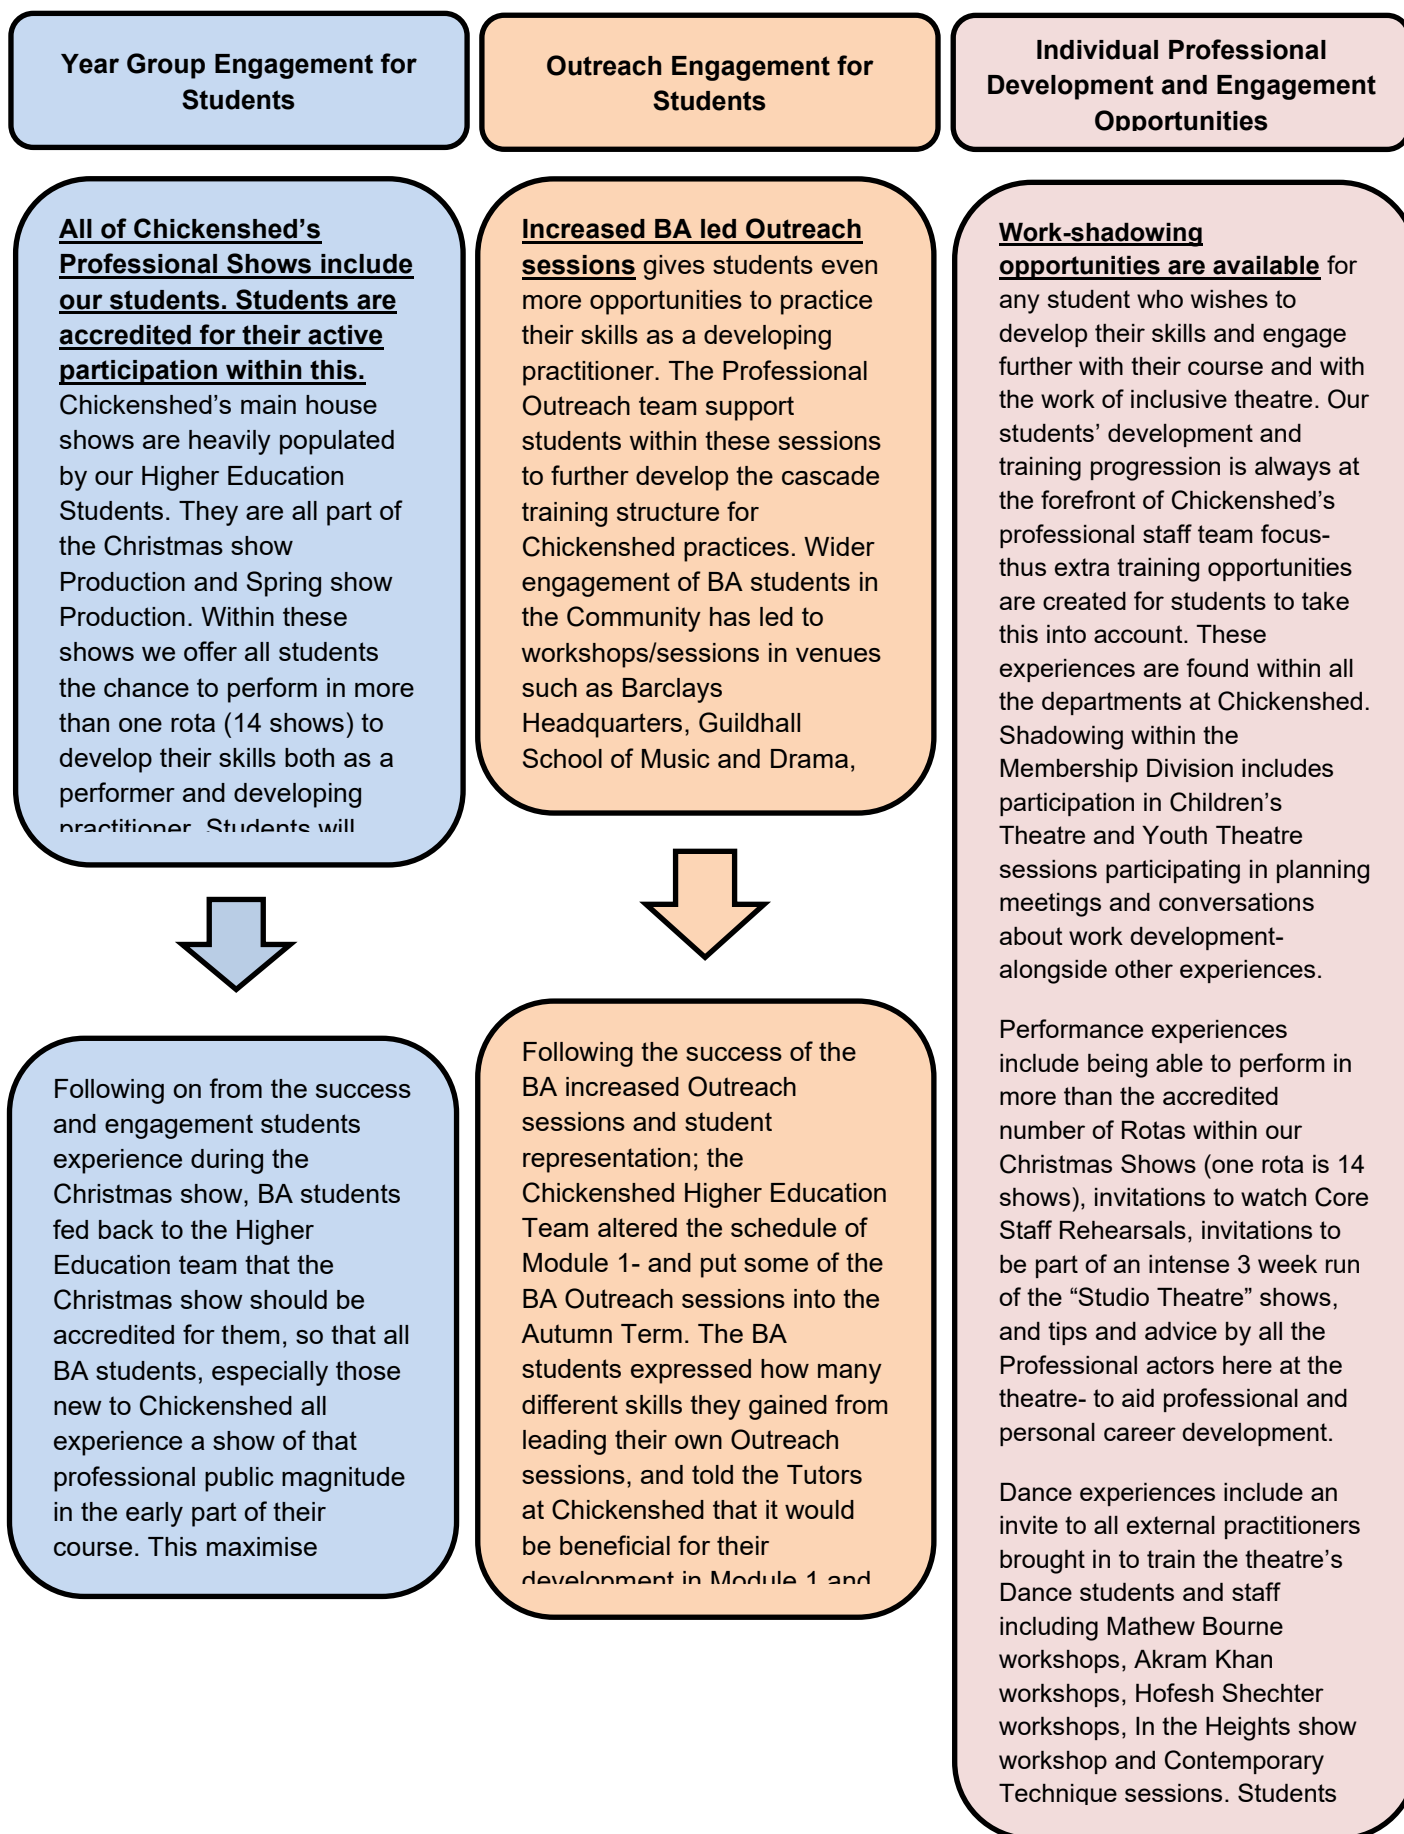 Year Group Engagement for
Students
All of Chickenshed’s
Professional Shows include
our students. Students are
accredited for their active
participation within this.
Chickenshed’s main house
shows are heavily populated
by our Higher Education
Students. They are all part of
the Christmas show
Production and Spring show
Production. Within these
shows we offer all students
the chance to perform in more
than one rota (14 shows) to
develop their skills both as a
performer and developing
practitioner. Students will
Following on from the success
and engagement students
experience during the
Christmas show, BA students
fed back to the Higher
Education team that the
Christmas show should be
accredited for them, so that all
BA students, especially those
new to Chickenshed all
experience a show of that
professional public magnitude
in the early part of their
course. This maximise
Outreach Engagement for
Students
Increased BA led Outreach
sessions gives students even
more opportunities to practice
their skills as a developing
practitioner. The Professional
Outreach team support
students within these sessions
to further develop the cascade
training structure for
Chickenshed practices. Wider
engagement of BA students in
the Community has led to
workshops/sessions in venues
such as Barclays
Headquarters, Guildhall
School of Music and Drama,
Following the success of the
BA increased Outreach
sessions and student
representation; the
Chickenshed Higher Education
Team altered the schedule of
Module 1- and put some of the
BA Outreach sessions into the
Autumn Term. The BA
students expressed how many
different skills they gained from
leading their own Outreach
sessions, and told the Tutors
at Chickenshed that it would
be beneficial for their
development in Module 1 and
Individual Professional
Development and Engagement
Opportunities
Work-shadowing
opportunities are available for
any student who wishes to
develop their skills and engage
further with their course and with
the work of inclusive theatre. Our
students’ development and
training progression is always at
the forefront of Chickenshed’s
professional staff team focus-
thus extra training opportunities
are created for students to take
this into account. These
experiences are found within all
the departments at Chickenshed.
Shadowing within the
Membership Division includes
participation in Children’s
Theatre and Youth Theatre
sessions participating in planning
meetings and conversations
about work development-
alongside other experiences.
Performance experiences
include being able to perform in
more than the accredited
number of Rotas within our
Christmas Shows (one rota is 14
shows), invitations to watch Core
Staff Rehearsals, invitations to
be part of an intense 3 week run
of the “Studio Theatre” shows,
and tips and advice by all the
Professional actors here at the
theatre- to aid professional and
personal career development.
Dance experiences include an
invite to all external practitioners
brought in to train the theatre’s
Dance students and staff
including Mathew Bourne
workshops, Akram Khan
workshops, Hofesh Shechter
workshops, In the Heights show
workshop and Contemporary
Technique sessions. Students